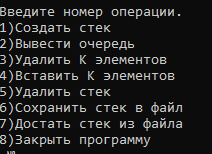 Введите номер операции.
1)Создать стек
2)Вывести очередь
3)Удалить К элементов
4)Вставить К элементов
5)Удалить стек
6)Сохранить стек в файл
7)Достать стек из файла
8)Закрыть программу